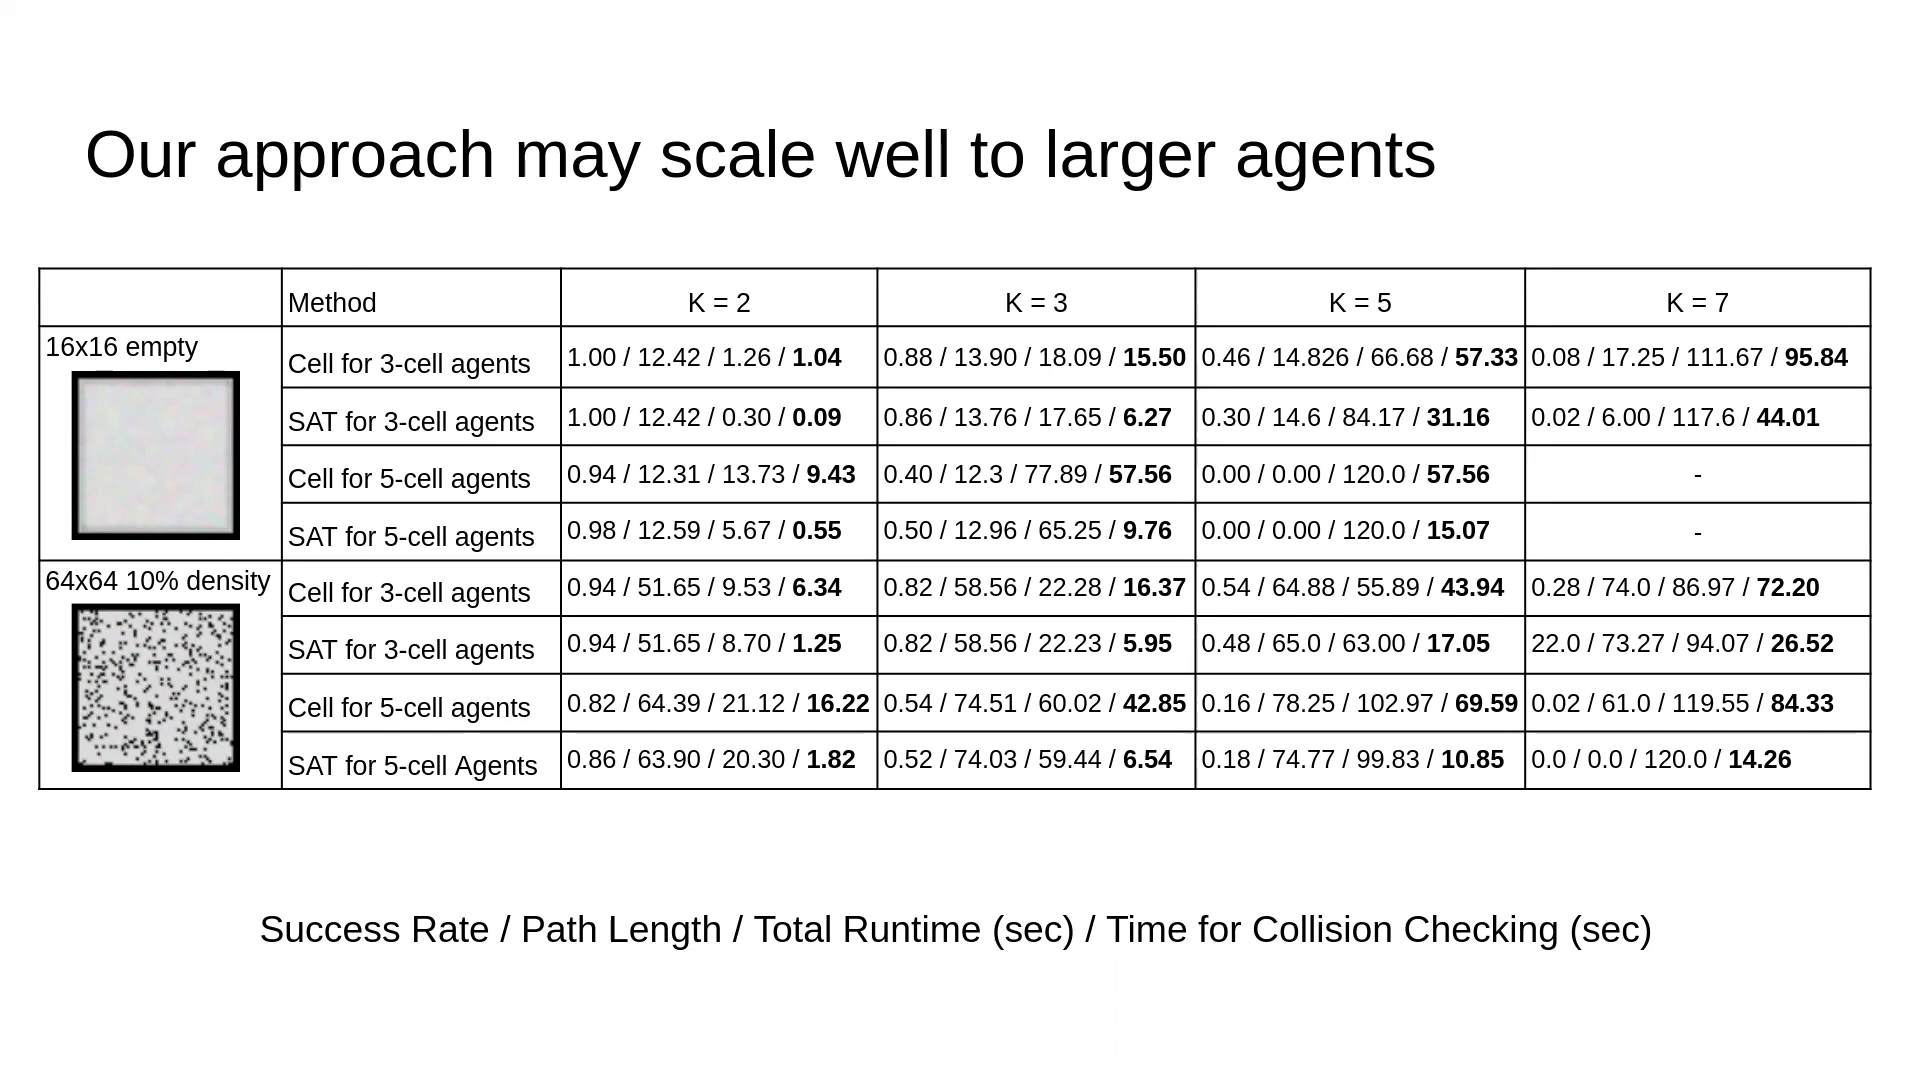 Our approach may scale well to larger agents
Method K = 2 K = 3 K = 5 K = 7
16x16 empty
Cell for 3-cell agents 1.00 / 12.42 / 1.26 / 1.04 0.88 / 13.90 / 18.09 / 15.50 0.46 / 14.826 / 66.68 / 57.33 0.08 / 17.25 / 111.67 / 95.84
SAT for 3-cell agents 1.00 / 12.42 / 0.30 / 0.09 0.86 / 13.76 / 17.65 / 6.27 0.30 / 14.6 / 84.17 / 31.16 0.02 / 6.00 / 117.6 / 44.01
Cell for 5-cell agents 0.94 / 12.31 / 13.73 / 9.43 0.40 / 12.3 / 77.89 / 57.56 0.00 / 0.00 / 120.0 / 57.56 -
SAT for 5-cell agents 0.98 / 12.59 / 5.67 / 0.55 0.50 / 12.96 / 65.25 / 9.76 0.00 / 0.00 / 120.0 / 15.07 -
64x64 10% density
Cell for 3-cell agents 0.94 / 51.65 / 9.53 / 6.34 0.82 / 58.56 / 22.28 / 16.37 0.54 / 64.88 / 55.89 / 43.94 0.28 / 74.0 / 86.97 / 72.20
SAT for 3-cell agents 0.94 / 51.65 / 8.70 / 1.25 0.82 / 58.56 / 22.23 / 5.95 0.48 / 65.0 / 63.00 / 17.05 22.0 / 73.27 / 94.07 / 26.52
Cell for 5-cell agents 0.82 / 64.39 / 21.12 / 16.22 0.54 / 74.51 / 60.02 / 42.85 0.16 / 78.25 / 102.97 / 69.59 0.02 / 61.0 / 119.55 / 84.33
SAT for 5-cell Agents 0.86 / 63.90 / 20.30 / 1.82 0.52 / 74.03 / 59.44 / 6.54 0.18 / 74.77 / 99.83 / 10.85 0.0 / 0.0 / 120.0 / 14.26
Success Rate / Path Length / Total Runtime (sec) / Time for Collision Checking (sec)